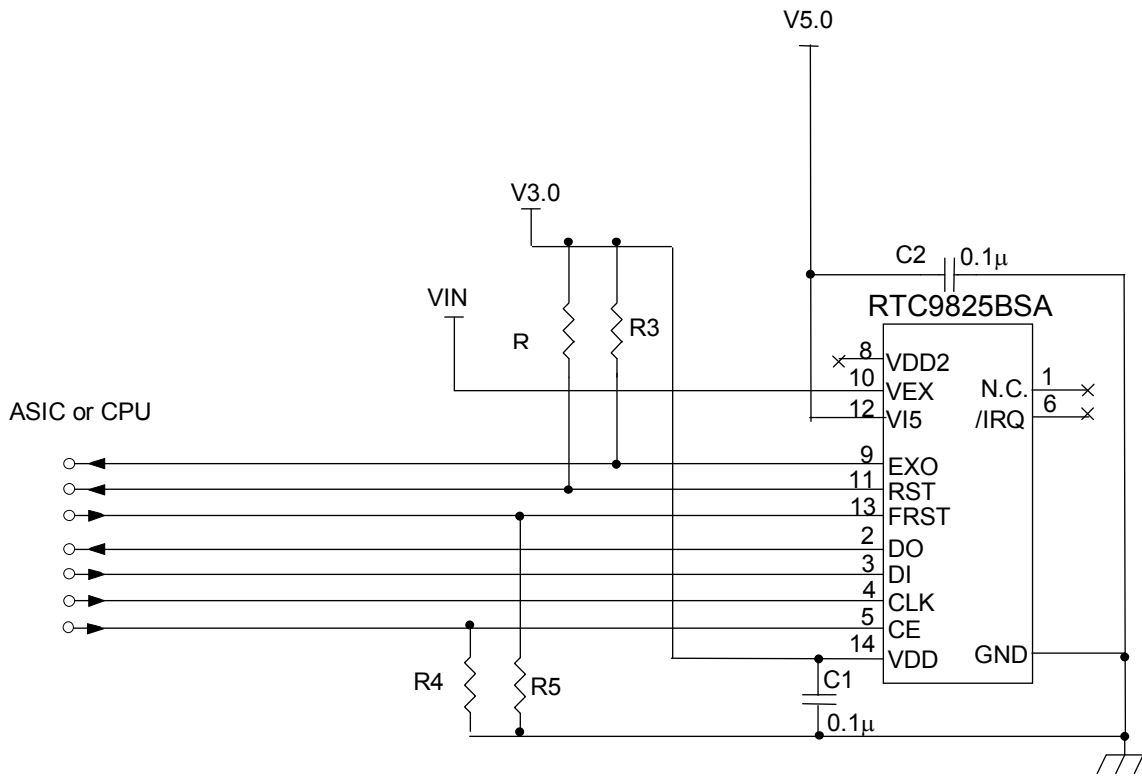 V5.0
V3.0
C2 0.1μ
VIN
RTC9825BSA
R R3
8 VDD2
10 VEX
N.C. 1
12 VI5
/IRQ 6
ASIC or CPU
9 EXO
11 RST
13 FRST
2 DO
3 DI
4 CLK
5 CE
14 VDD
GND
R4 R5 C1
0.1μ